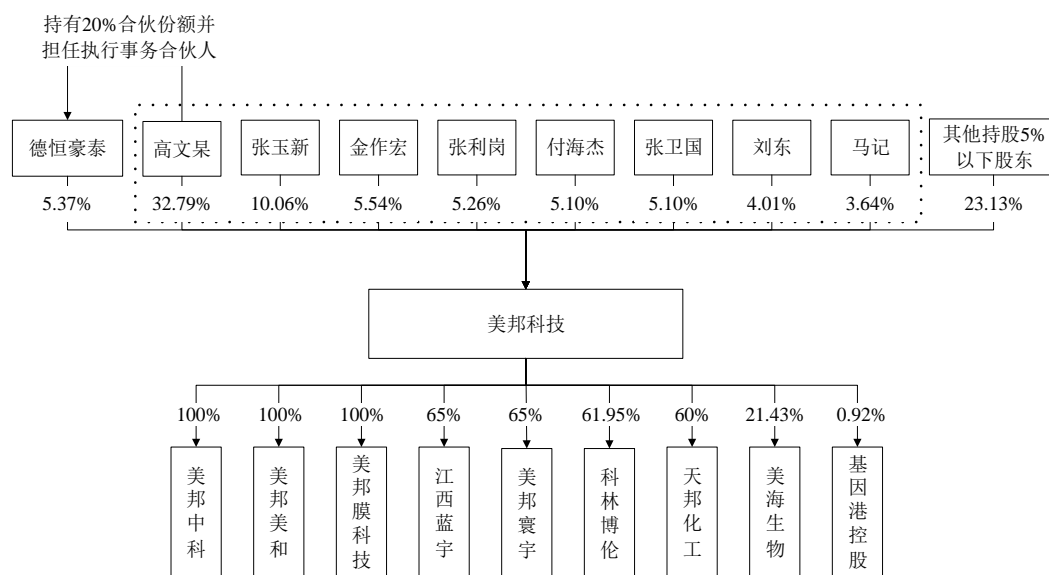 持有20%合伙份额并
担任执行事务合伙人
德恒豪泰
高文杲
张玉新
金作宏
张利岗
付海杰
张卫国
刘东
马记
其他持股5%
以下股东
5.37%
32.79%
10.06%
5.54%
5.26%
5.10%
5.10%
4.01%
3.64%
23.13%
美邦科技
100%
100%
100%
65%
65%
61.95%
60%
21.43%
0.92%
美邦中科
美邦美和
美邦膜科技
江西蓝宇
美邦寰宇
科林博伦
天邦化工
美海生物
基因港控股